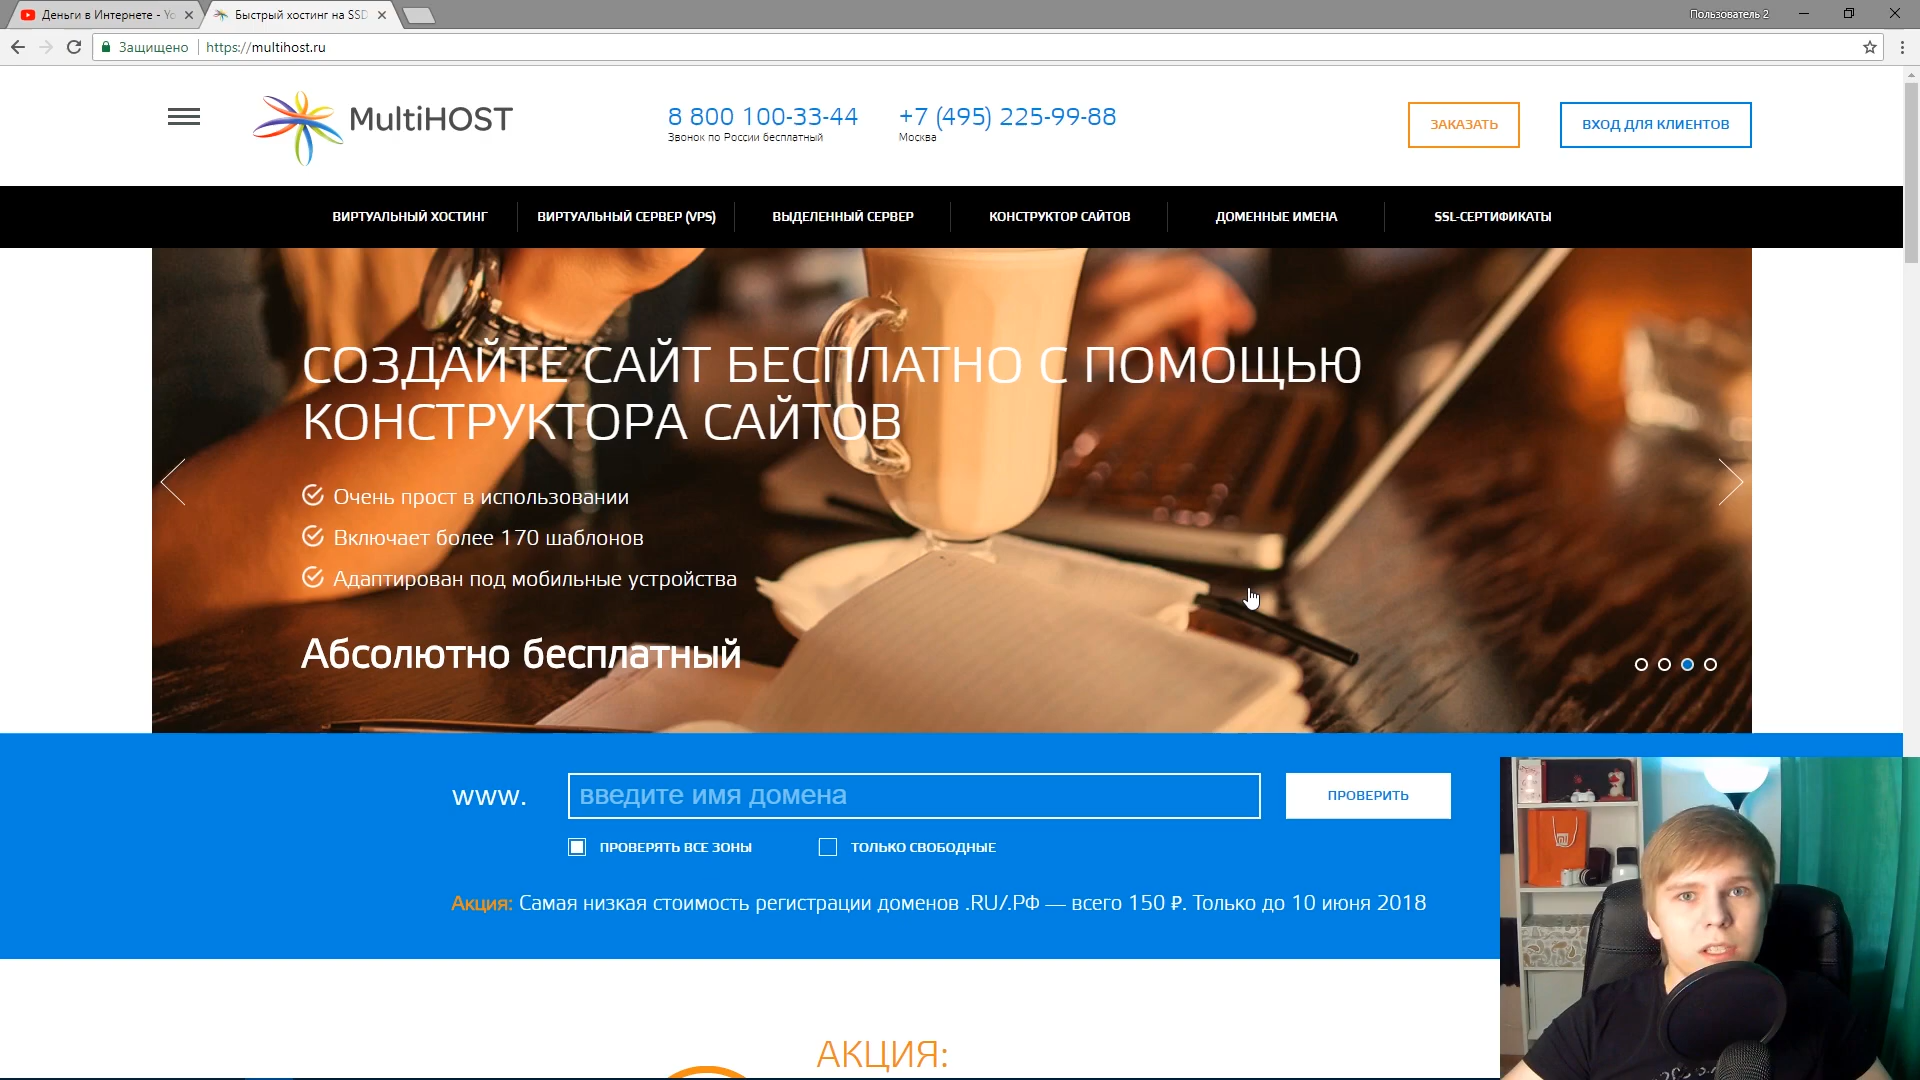 Деньги в Интернете - Yo
Быстрый хостинг на SSD
Пользователь 2
Защищено
https://multihost.ru
MultiHOST
8 800 100-33-44
Звонок по России бесплатный
+7 (495) 225-99-88
Москва
ЗАКАЗАТЬ
ВХОД ДЛЯ КЛИЕНТОВ
ВИРТУАЛЬНЫЙ ХОСТИНГ
ВИРТУАЛЬНЫЙ СЕРВЕР (VPS)
ВЫДЕЛЕННЫЙ СЕРВЕР
КОНСТРУКТОР САЙТОВ
ДОМЕННЫЕ ИМЕНА
SSL-СЕРТИФИКАТЫ
СОЗДАЙТЕ САЙТ БЕСПЛАТНО С ПОМОЩЬЮ
КОНСТРУКТОРА САЙТОВ
Очень прост в использовании
Включает более 170 шаблонов
Адаптирован под мобильные устройства
Абсолютно бесплатный
www.
введите имя домена
ПРОВЕРИТЬ
ПРОВЕРЯТЬ ВСЕ ЗОНЫ
ТОЛЬКО СВОБОДНЫЕ
Акция: Самая низкая стоимость регистрации доменов .RU/.РФ — всего 150 ₽. Только до 10 июня 2018
АКЦИЯ: